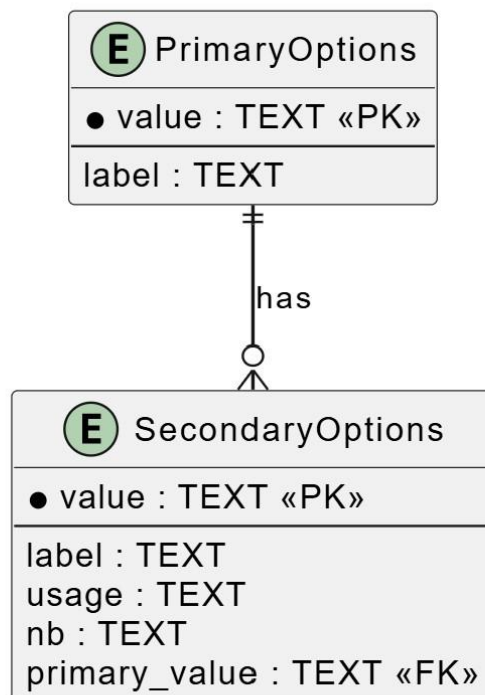 E PrimaryOptions
● value : TEXT «PK»
label : TEXT
has
E SecondaryOptions
● value : TEXT «PK»
label : TEXT
usage : TEXT
nb : TEXT
primary_value : TEXT «FK»